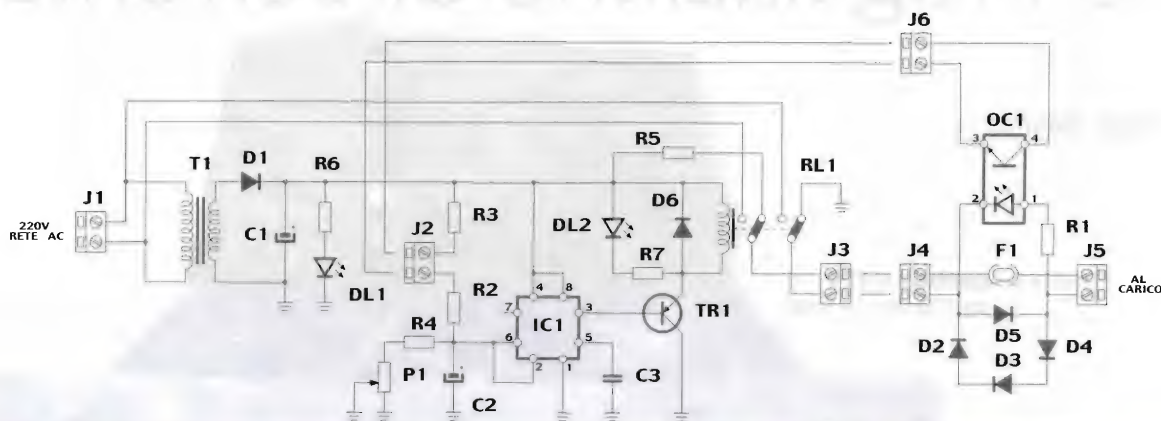 J6
OC1
3
4
2
1
R1
T1
D1
R6
R5
RL1
J1
220V
RETE AC
C1
DL1
J2
R3
R2
DL2
D6
R7
J3
J4
F1
J5
AL
CARICO
4
8
7
IC1
3
6
5
2
1
TR1
R4
P1
C2
C3
D2
D5
D3
D4